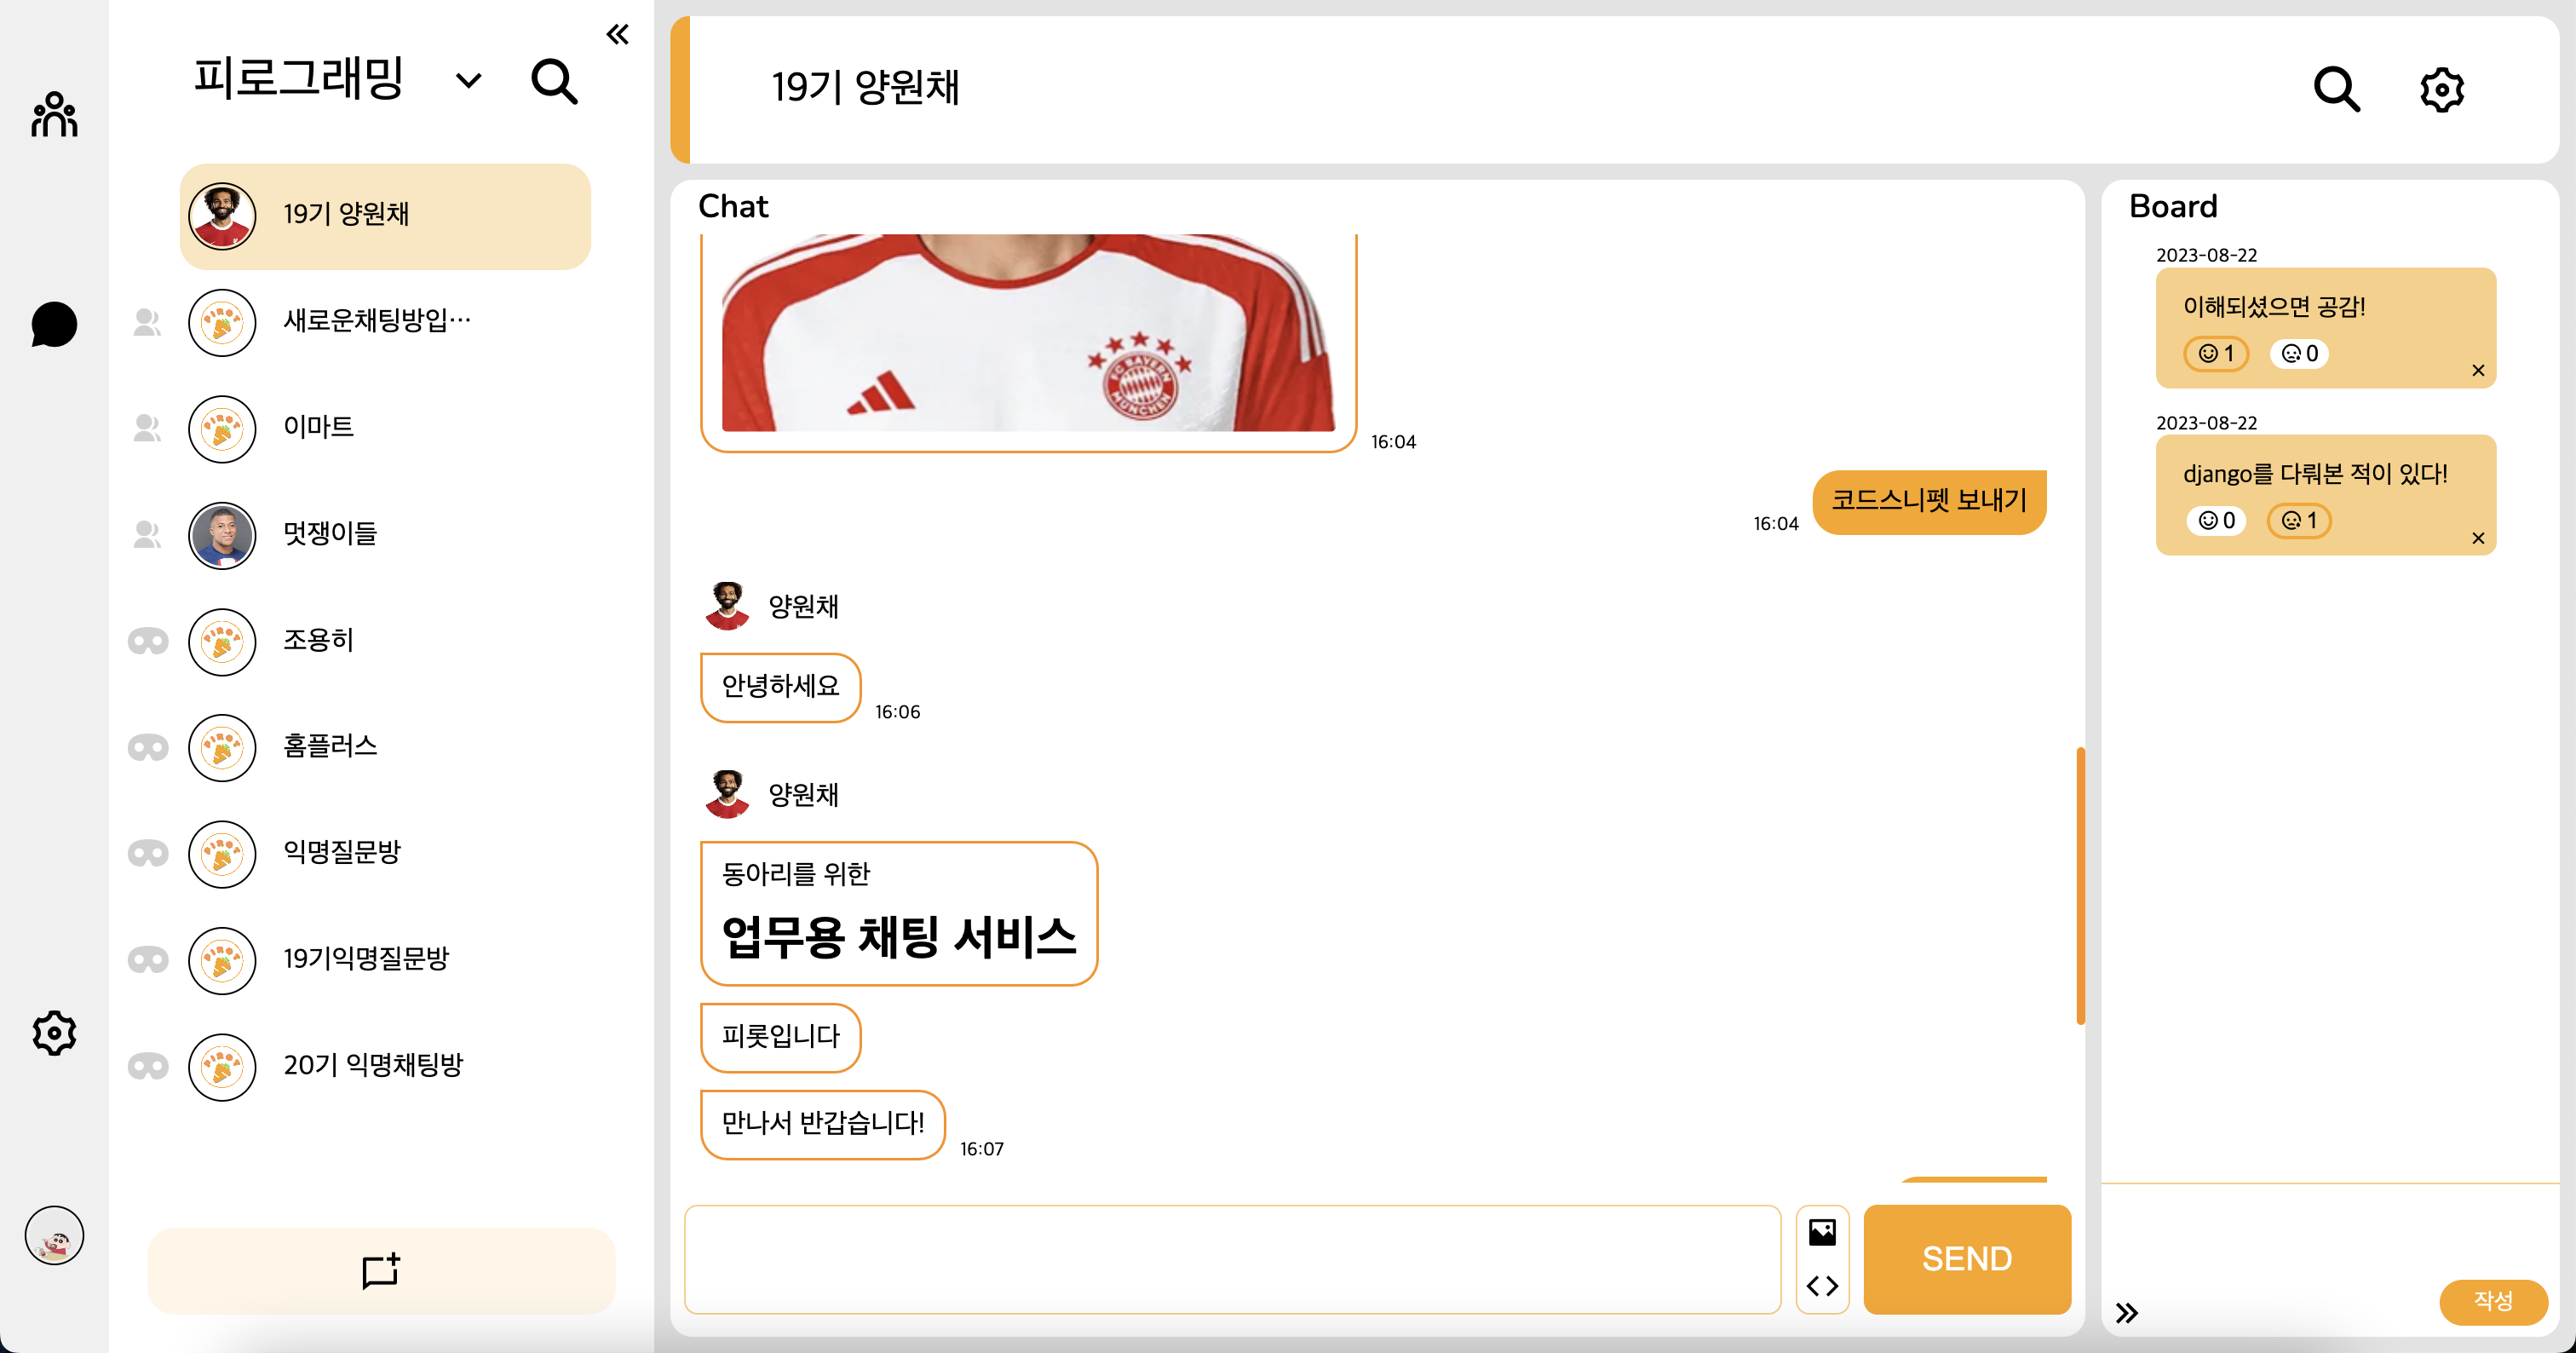 피로그래밍
19기 양원채
새로운채팅방입…
이마트
멋쟁이들
조용히
홈플러스
익명질문방
19기익명질문방
20기 익명채팅방
19기 양원채
Chat
FC BAYERN
MÜNCHEN
16:04
코드스니펫 보내기
16:04
양원채
안녕하세요
16:06
양원채
동아리를 위한
업무용 채팅 서비스
피롯입니다
만나서 반갑습니다!
16:07
SEND
Board
2023-08-22
이해되셨으면 공감!
1
0
2023-08-22
django를 다뤄본 적이 있다!
0
1
작성